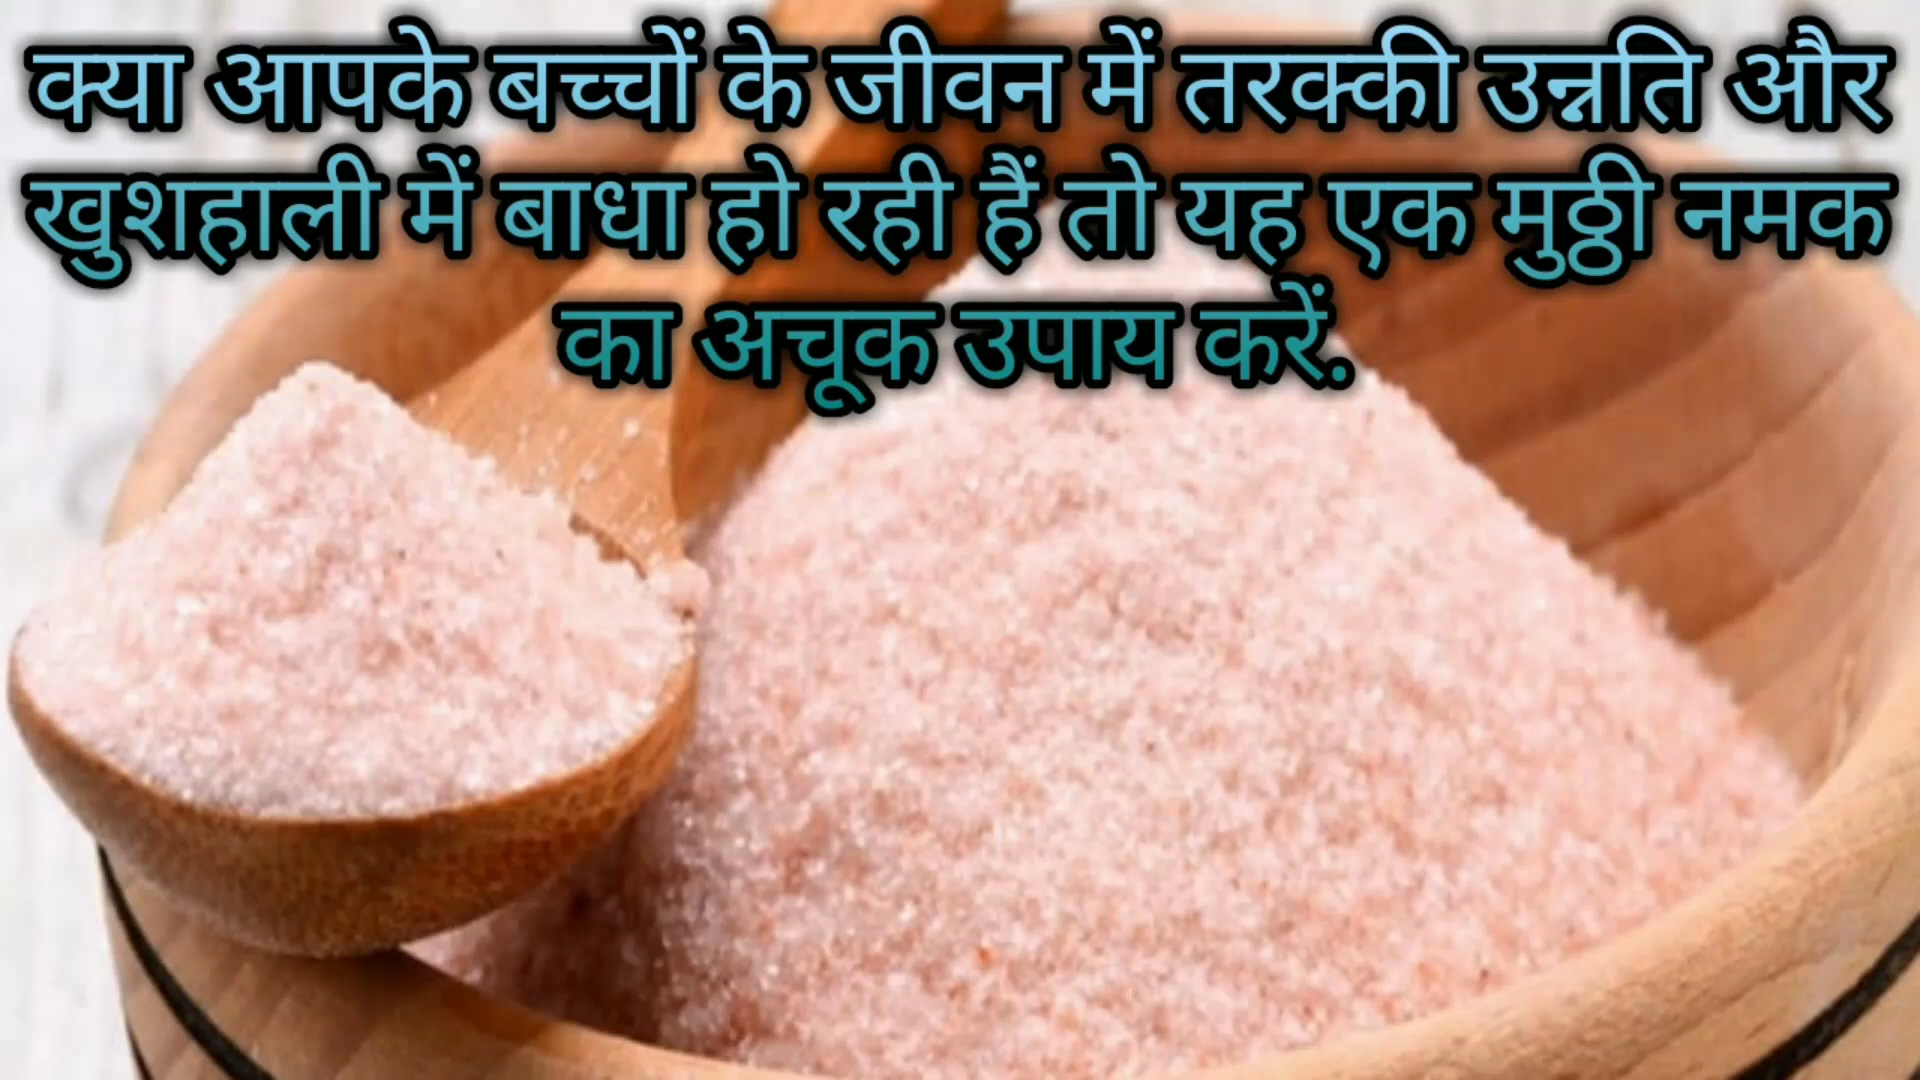 क्या आपके बच्चों के जीवन में तरक्की उन्नति और
खुशहाली में बाधा हो रही हैं तो यह एक मुठ्ठी नमक
का अचूक उपाय करें.